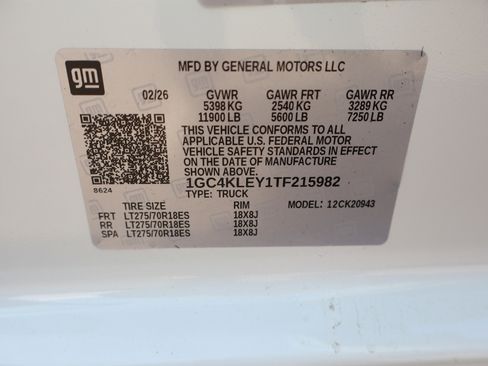 gm
MFD BY GENERAL MOTORS LLC
02/26 GVWR GAWR FRT GAWR RR
5398 KG 2540 KG 3289 KG
11900 LB 5600 LB 7250 LB
THIS VEHICLE CONFORMS TO ALL
APPLICABLE U.S. FEDERAL MOTOR
VEHICLE SAFETY STANDARDS IN
EFFECT ON THE DATE OF MANUFACTURE
SHOWN ABOVE.
8624 1GC4KLEY1TF215982
TYPE: TRUCK
TIRE SIZE RIM MODEL: 12CK20943
FRT LT275/70R18ES 18X8J
RR LT275/70R18ES 18X8J
SPA LT275/70R18ES 18X8J